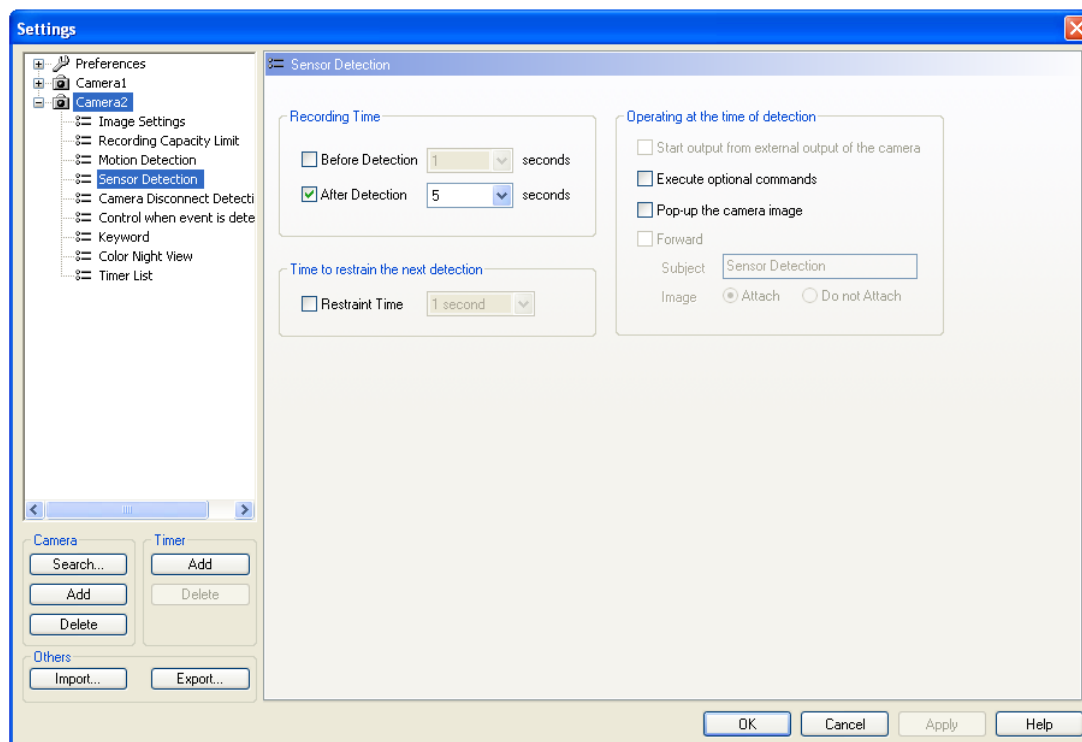 Settings
Preferences
Camera1
Camera2
Image Settings
Recording Capacity Limit
Motion Detection
Sensor Detection
Camera Disconnect Detecti
Control when event is dete
Keyword
Color Night View
Timer List
Camera
Search...
Add
Delete
Timer
Add
Delete
Others
Import...
Export...
Sensor Detection
Recording Time
Before Detection 1 seconds
After Detection 5 seconds
Time to restrain the next detection
Restraint Time 1 second
Operating at the time of detection
Start output from external output of the camera
Execute optional commands
Pop-up the camera image
Forward
Subject Sensor Detection
Image Attach Do not Attach
OK Cancel Apply Help